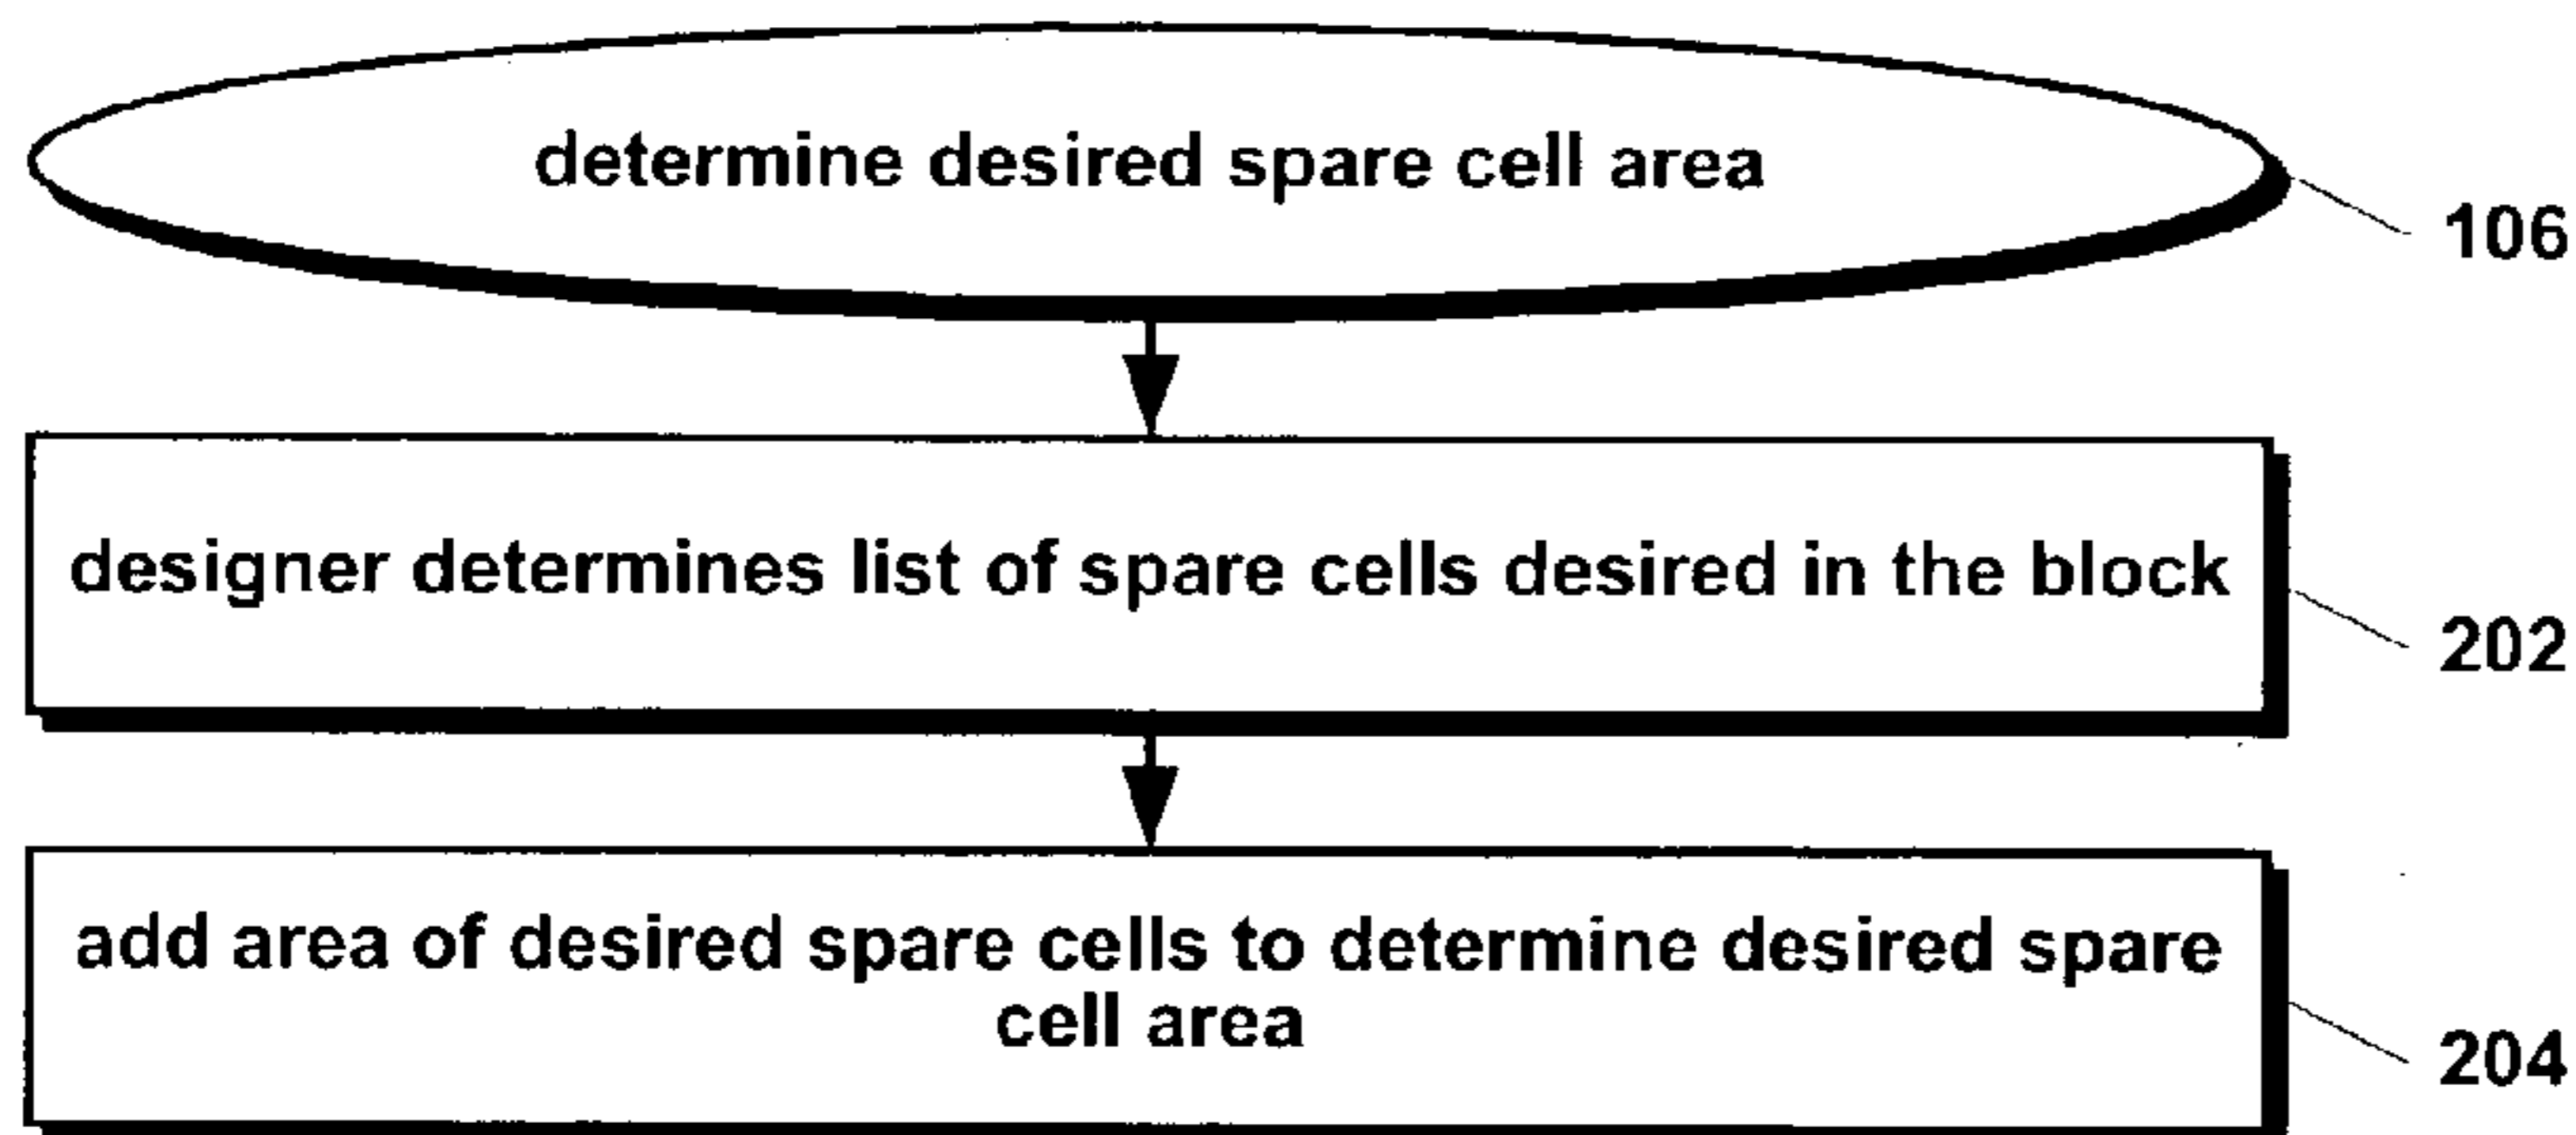 determine desired spare cell area
106
designer determines list of spare cells desired in the block
202
add area of desired spare cells to determine desired spare
cell area
204